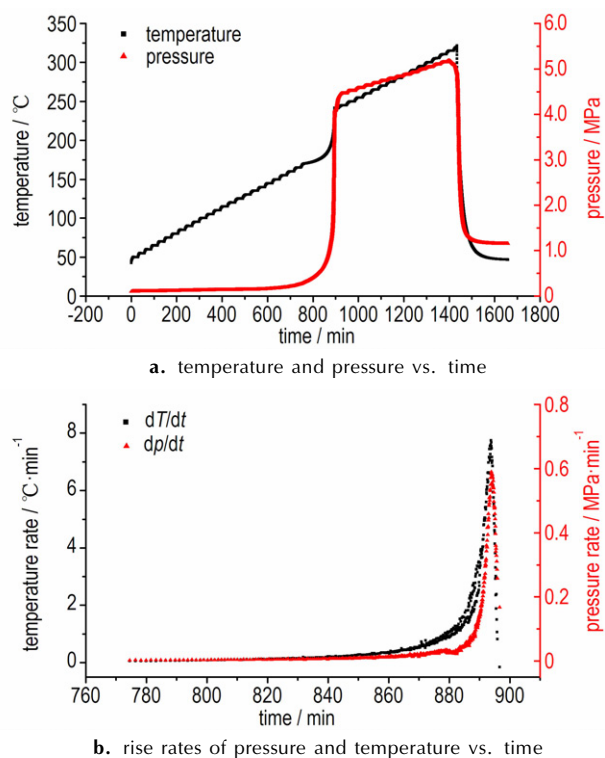 350
300
250
200
150
100
50
0
temperature / ℃
temperature
pressure
6.0
5.0
4.0
3.0
2.0
1.0
0.0
pressure / MPa
-200 0 200 400 600 800 1000 1200 1400 1600 1800
time / min
a. temperature and pressure vs. time
8
6
4
2
0
temperature rate / ℃·min⁻¹
dT/dt
dp/dt
0.8
0.6
0.4
0.2
0
pressure rate / MPa·min⁻¹
760 780 800 820 840 860 880 900
time / min
b. rise rates of pressure and temperature vs. time